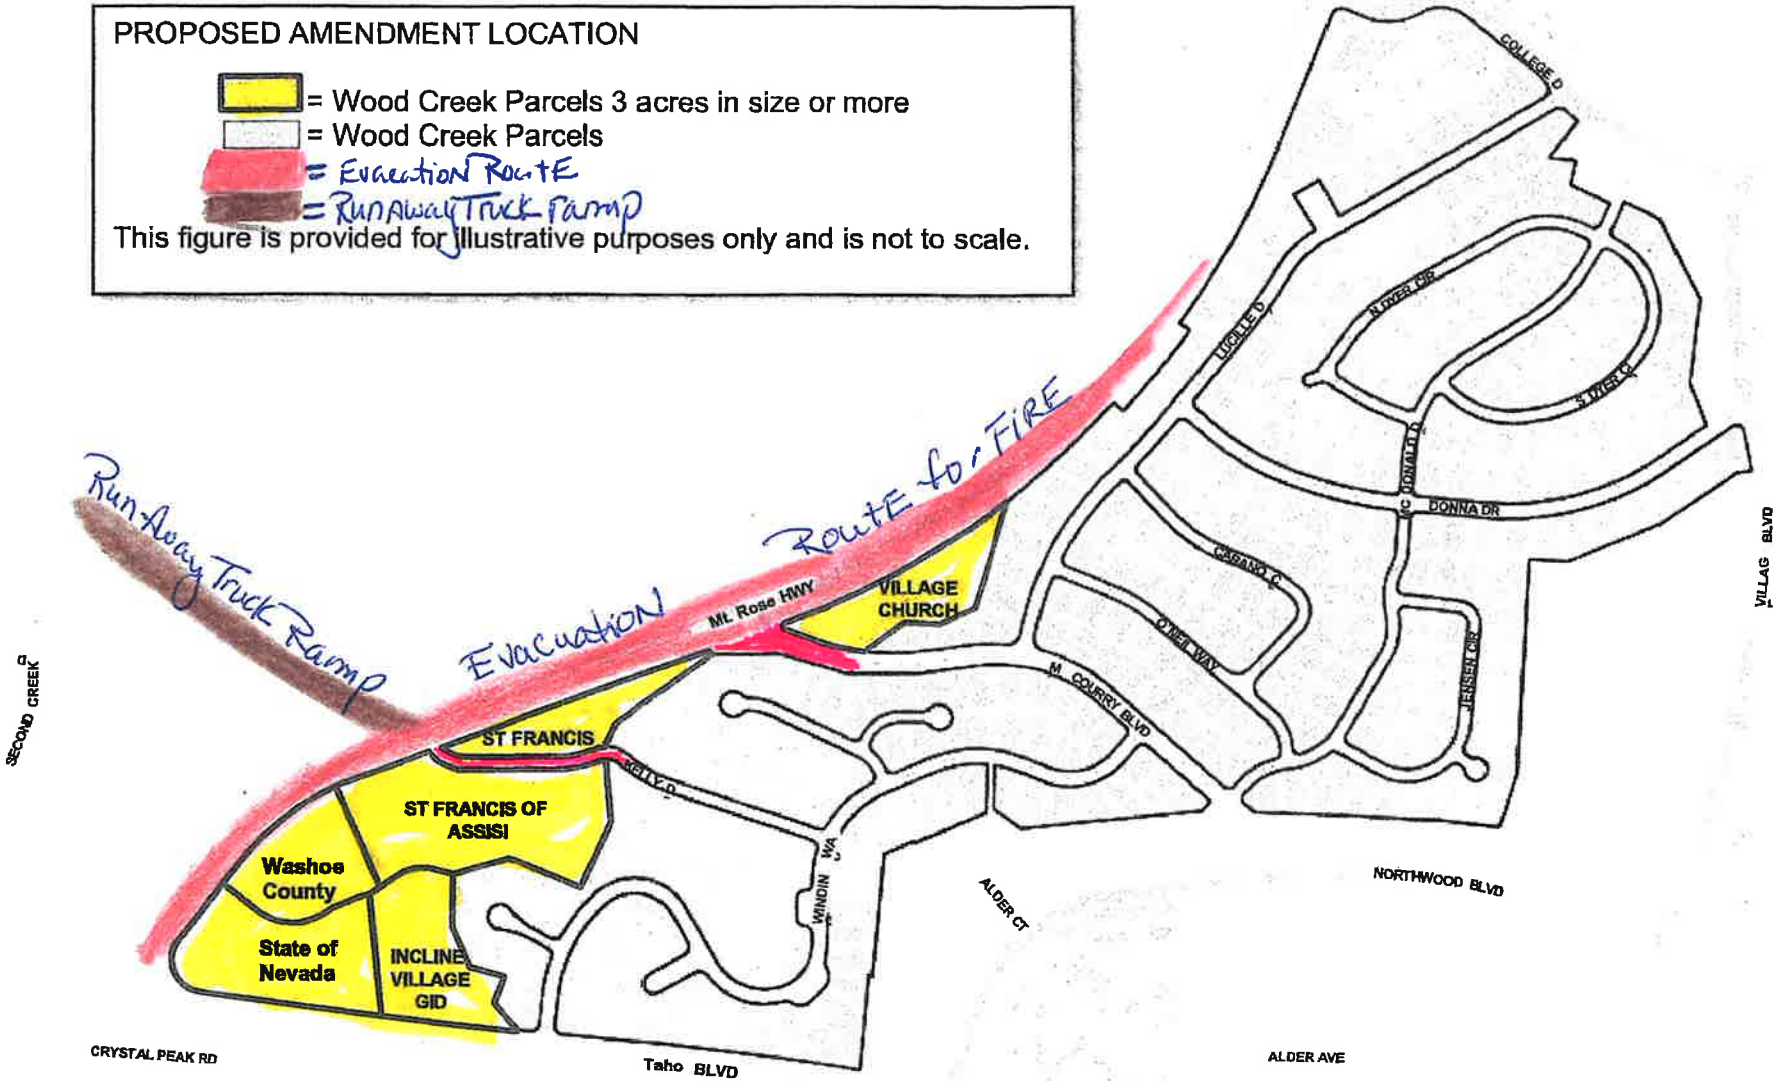 PROPOSED AMENDMENT LOCATION
= Wood Creek Parcels 3 acres in size or more
= Wood Creek Parcels
= Evacation Route
= RunAway Truck ramp
This figure is provided for illustrative purposes only and is not to scale.
COLLEGE D
N DYER CIR
LUCILLE D
S DYER C
MC DONALD D
DONNA DR
VILLAG BLVD
Run-Away Truck Ramp
Evacuation Route for FIRE
Mt. Rose HWY
VILLAGE
CHURCH
CARANO C
O'NEIL WAY
JENSEN CIR
M COURRY BLVD
SECOND CREEK
ST FRANCIS
KELLY D
ST FRANCIS OF
ASSISI
WINDIN WA
Washoe
County
State of
Nevada
INCLINE
VILLAGE
GID
ALDER CT
NORTHWOOD BLVD
CRYSTAL PEAK RD
Taho BLVD
ALDER AVE